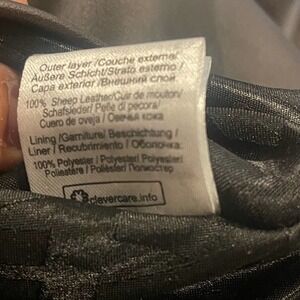 Outer layer /Couche externe/
Äußere Schicht/Strato esterno /
Capa exterior /Внешний слой
100% Sheep Leather/Cuir de mouton/
Schafsleder/ Pelle di pecora/
Cuero de oveja / Овечья кожа
Lining /Garniture/ Beschichtung /
Liner / Recubrimiento / Оболочка:
100% Polyester / Polyester/ Polyester/
Poliestere / Poliéster/ Полиэстер
clevercare.info